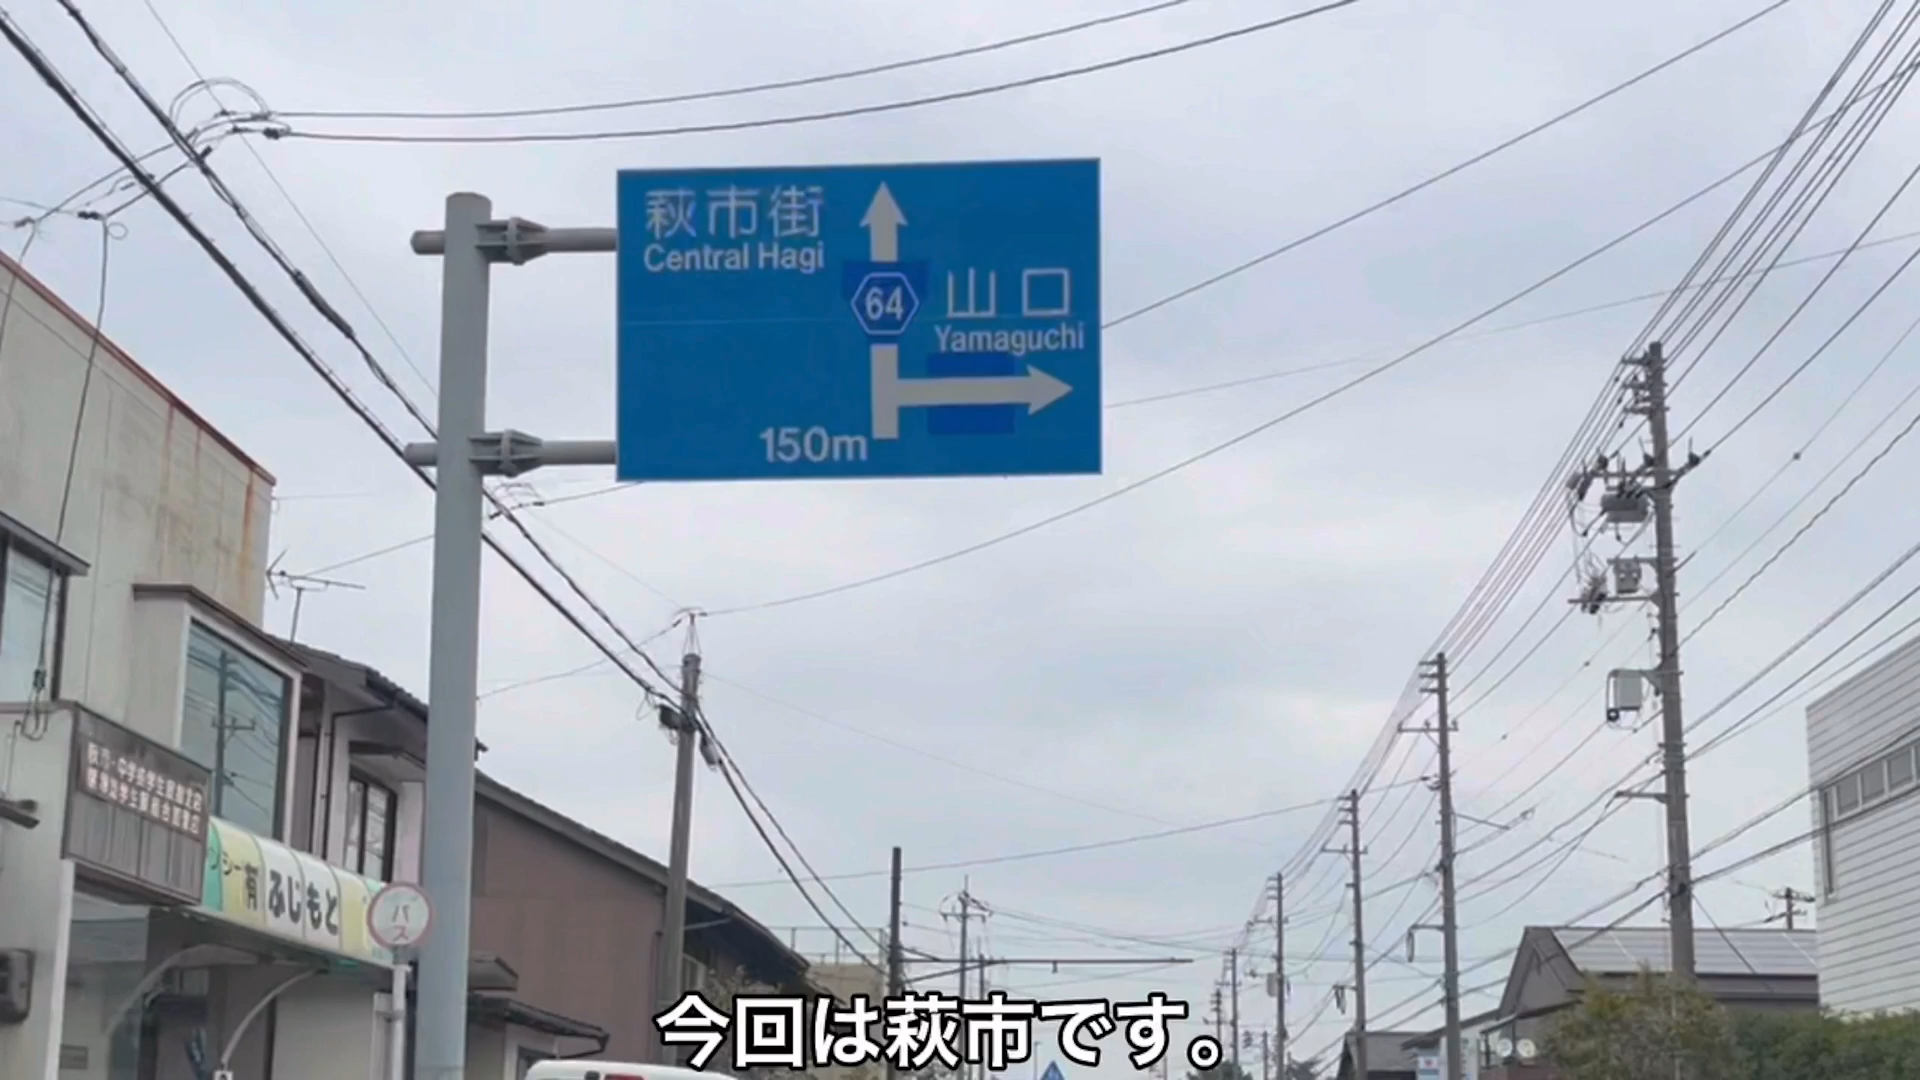 萩市街
Central Hagi
64
山口
Yamaguchi
150m
有 ふじもと
バス
今回は萩市です。